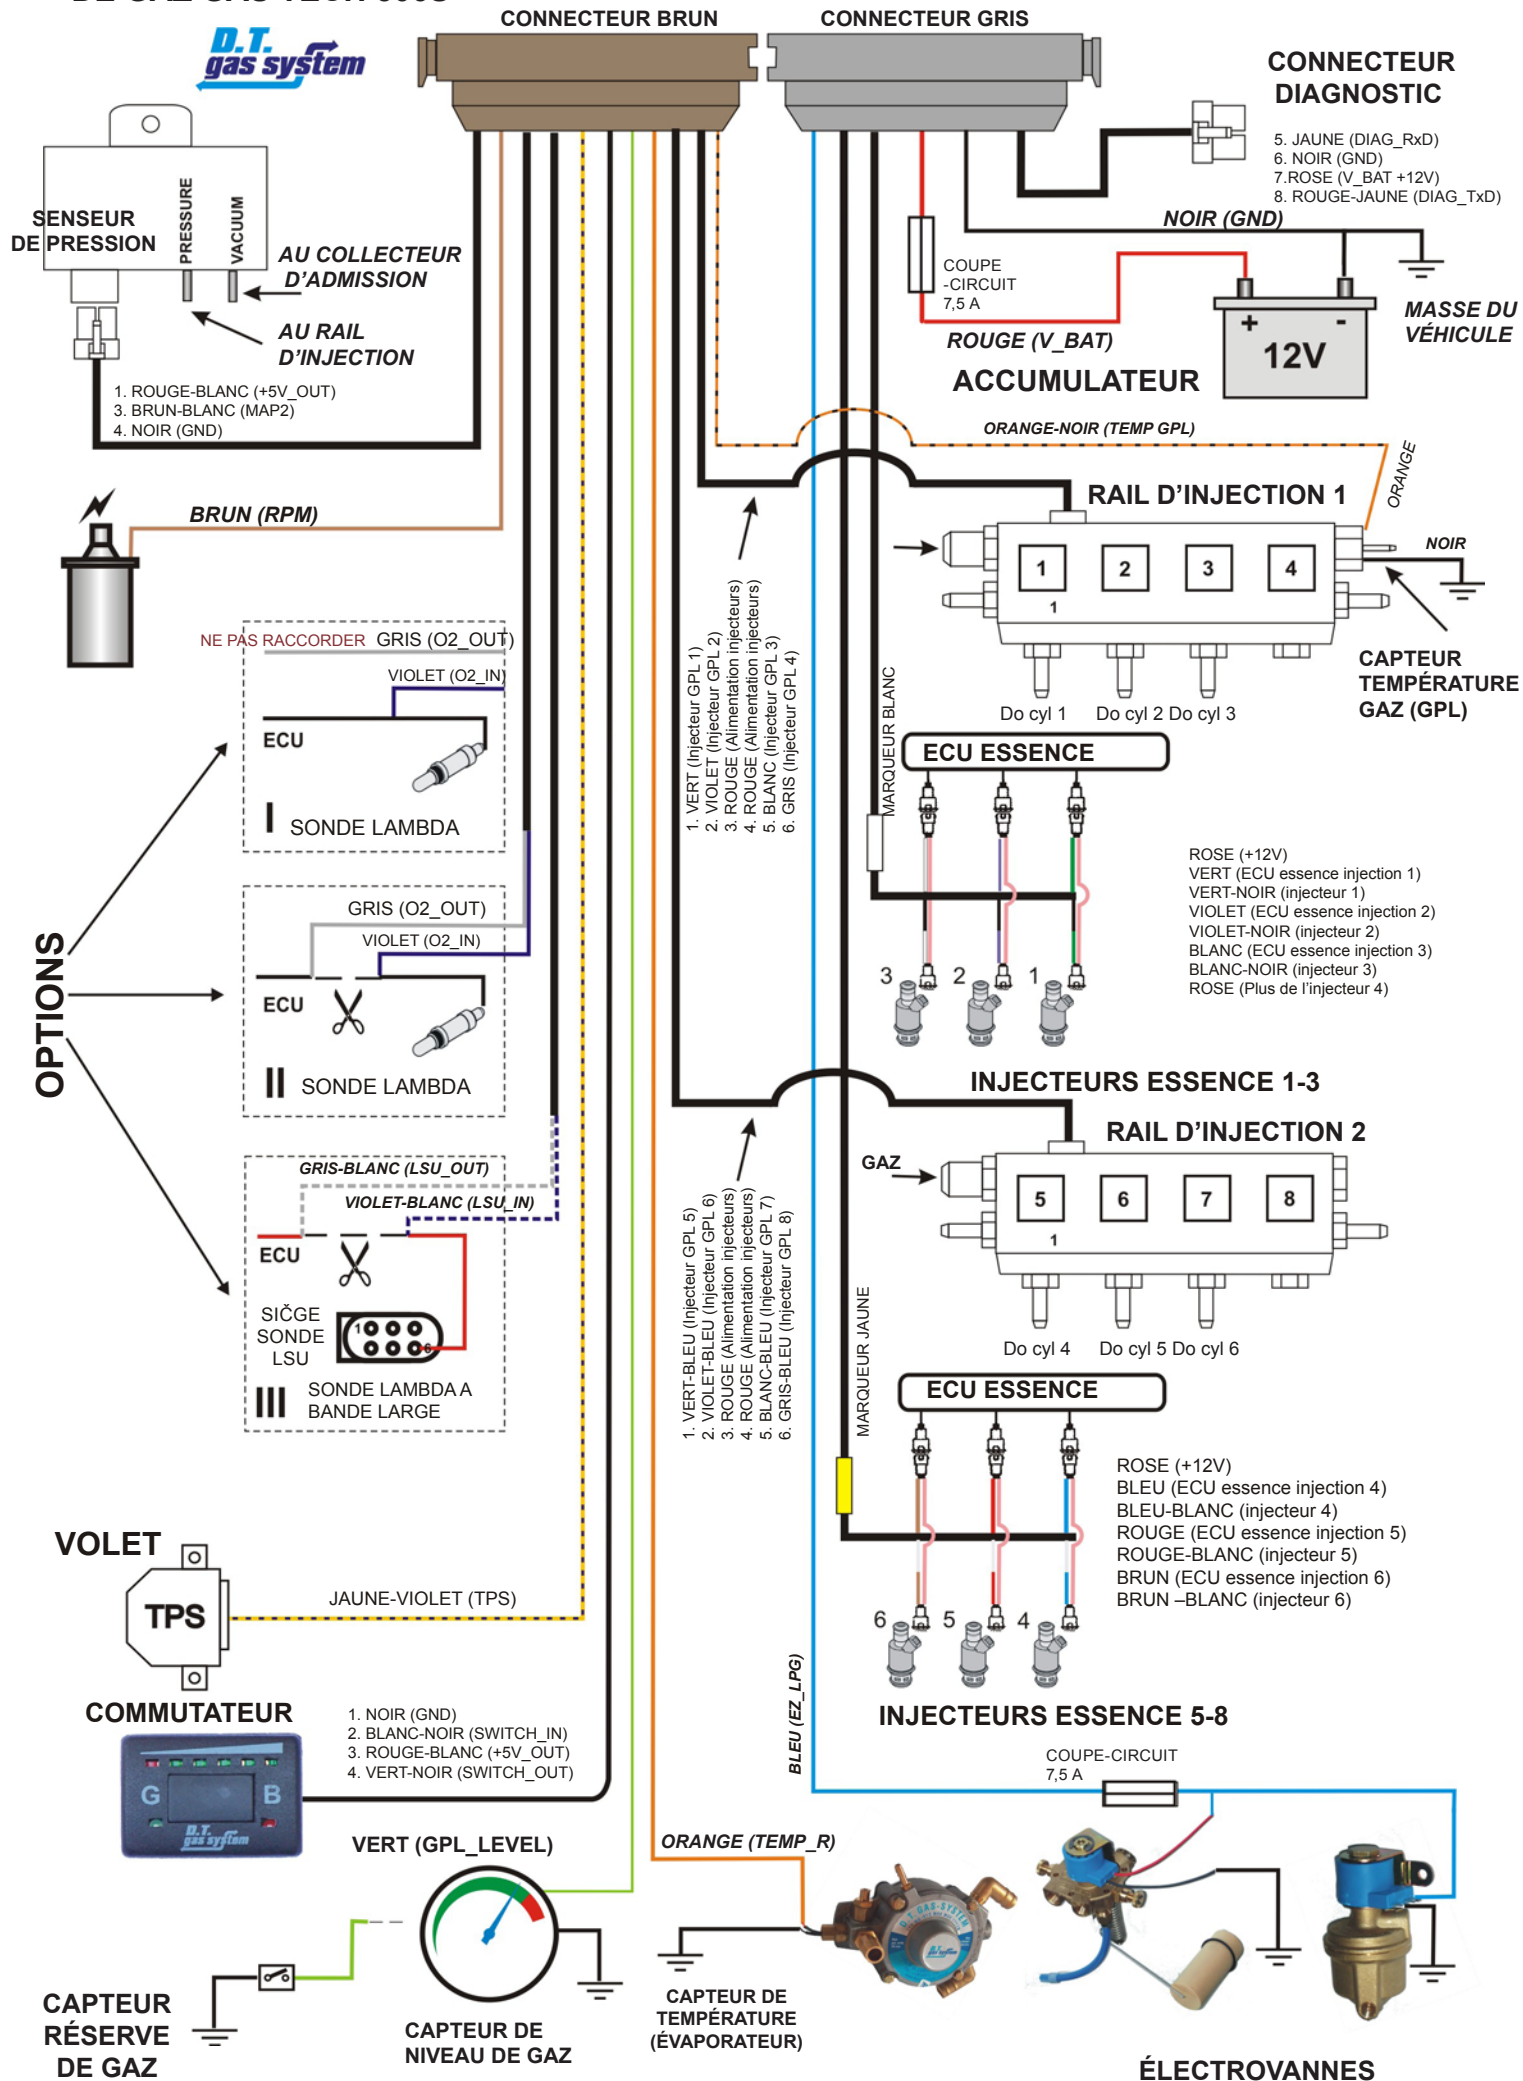 CONNECTEUR BRUN
CONNECTEUR GRIS
D.T.
gas system
CONNECTEUR
DIAGNOSTIC
5. JAUNE (DIAG_RxD)
6. NOIR (GND)
7.ROSE (V_BAT +12V)
8. ROUGE-JAUNE (DIAG_TxD)
SENSEUR
DE PRESSION
PRESSURE
VACUUM
AU COLLECTEUR
D’ADMISSION
AU RAIL
D’INJECTION
1. ROUGE-BLANC (+5V_OUT)
3. BRUN-BLANC (MAP2)
4. NOIR (GND)
NOIR (GND)
COUPE
-CIRCUIT
7,5 A
ROUGE (V_BAT)
ACCUMULATEUR
+ -
12V
MASSE DU
VÉHICULE
ORANGE-NOIR (TEMP GPL)
ORANGE
BRUN (RPM)
RAIL D’INJECTION 1
NOIR
1 2 3 4
1
CAPTEUR
TEMPÉRATURE
GAZ (GPL)
Do cyl 1 Do cyl 2 Do cyl 3
1. VERT (Injecteur GPL 1)
2. VIOLET (Injecteur GPL 2)
3. ROUGE (Alimentation injecteurs)
4. ROUGE (Alimentation injecteurs)
5. BLANC (Injecteur GPL 3)
6. GRIS (Injecteur GPL 4)
MARQUEUR BLANC
ECU ESSENCE
ROSE (+12V)
VERT (ECU essence injection 1)
VERT-NOIR (injecteur 1)
VIOLET (ECU essence injection 2)
VIOLET-NOIR (injecteur 2)
BLANC (ECU essence injection 3)
BLANC-NOIR (injecteur 3)
ROSE (Plus de l’injecteur 4)
3 2 1
INJECTEURS ESSENCE 1-3
OPTIONS
NE PAS RACCORDER GRIS (O2_OUT)
VIOLET (O2_IN)
ECU
I SONDE LAMBDA
GRIS (O2_OUT)
VIOLET (O2_IN)
ECU
II SONDE LAMBDA
GRIS-BLANC (LSU_OUT)
VIOLET-BLANC (LSU_IN)
ECU
SIČGE
SONDE
LSU
1
6
III SONDE LAMBDA A
BANDE LARGE
RAIL D’INJECTION 2
GAZ
5 6 7 8
1
Do cyl 4 Do cyl 5 Do cyl 6
1. VERT-BLEU (Injecteur GPL 5)
2. VIOLET-BLEU (Injecteur GPL 6)
3. ROUGE (Alimentation injecteurs)
4. ROUGE (Alimentation injecteurs)
5. BLANC-BLEU (Injecteur GPL 7)
6. GRIS-BLEU (Injecteur GPL 8)
MARQUEUR JAUNE
ECU ESSENCE
ROSE (+12V)
BLEU (ECU essence injection 4)
BLEU-BLANC (injecteur 4)
ROUGE (ECU essence injection 5)
ROUGE-BLANC (injecteur 5)
BRUN (ECU essence injection 6)
BRUN –BLANC (injecteur 6)
6 5 4
INJECTEURS ESSENCE 5-8
VOLET
TPS
JAUNE-VIOLET (TPS)
COMMUTATEUR
1. NOIR (GND)
2. BLANC-NOIR (SWITCH_IN)
3. ROUGE-BLANC (+5V_OUT)
4. VERT-NOIR (SWITCH_OUT)
G B
D.T.
gas system
BLEU (EZ_LPG)
COUPE-CIRCUIT
7,5 A
VERT (GPL_LEVEL)
ORANGE (TEMP_R)
D.T. GAS-SYSTEM
D.T.
gas system
CAPTEUR
RÉSERVE
DE GAZ
CAPTEUR DE
NIVEAU DE GAZ
CAPTEUR DE
TEMPÉRATURE
(ÉVAPORATEUR)
ÉLECTROVANNES